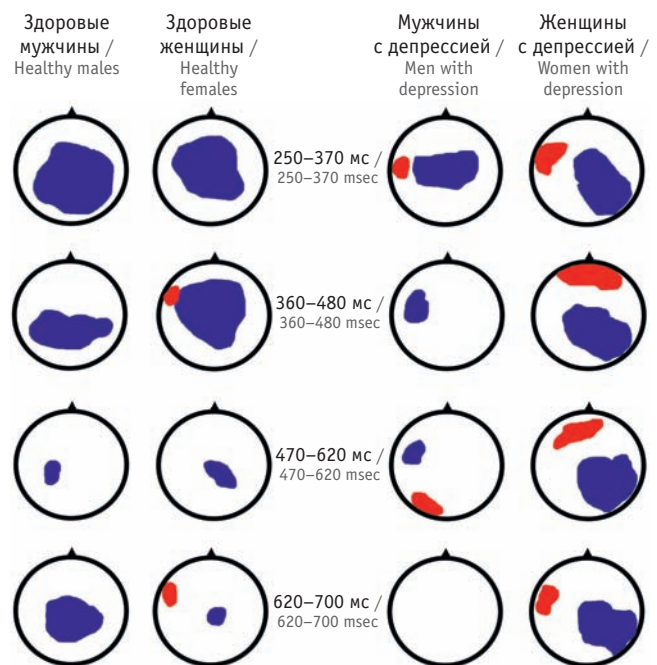 Здоровые
мужчины /
Healthy males
Здоровые
женщины /
Healthy
females
Мужчины
с депрессией /
Men with
depression
Женщины
с депрессией /
Women with
depression
250–370 мс /
250–370 msec
360–480 мс /
360–480 msec
470–620 мс /
470–620 msec
620–700 мс /
620–700 msec